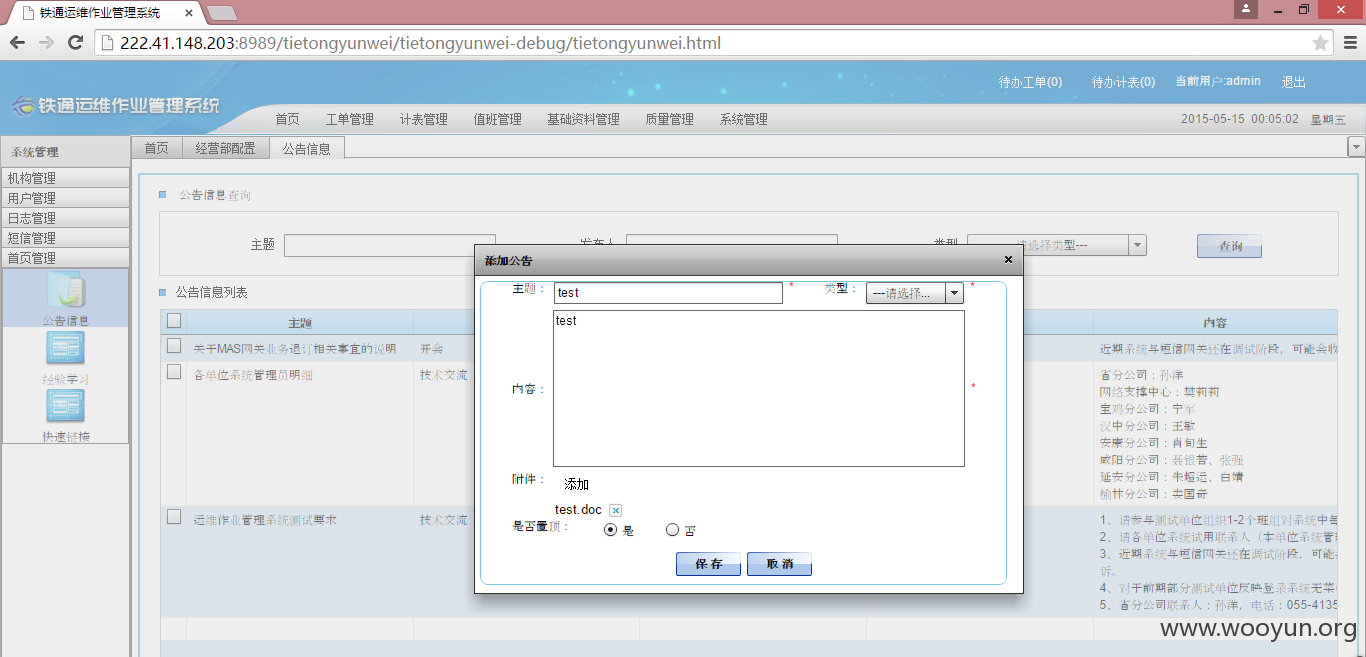 铁通运维作业管理系统
222.41.148.203:8989/tietongyunwei/tietongyunwei-debug/tietongyunwei.html
待办工单(0) 待办计表(0) 当前用户:admin 退出
铁通运维作业管理系统
首页 工单管理 计表管理 值班管理 基础资料管理 质量管理 系统管理
2015-05-15 00:05:02 星期五
系统管理
首页 经营部配置 公告信息
机构管理
用户管理
日志管理
短信管理
首页管理
公告信息
经验学习
快速链接
公告信息查询
主题 发布人 类型 请选择类型--- 查询
公告信息列表
主题 内容
关于MAS网关业务退订相关事宜的说明 开会 近期系统与短信网关还在调试阶段，可能会收
各单位系统管理员明细 技术交流
省分公司：孙洋
网络支撑中心：樊莉莉
宝鸡分公司：宁军
汉中分公司：王敏
安康分公司：肖旬生
咸阳分公司：聂银若、张强
延安分公司：朱超运、白靖
榆林分公司：娄国奇
运维作业管理系统测试要求 技术交流
1、请参与测试单位组织1-2个班组对系统中每
2、请各单位系统试用联系人（本单位系统管理
3、近期系统与短信网关还在调试阶段，可能会
诉。
4、对于前期部分测试单位反映登录系统无菜单
5、省分公司联系人：孙洋，电话：055-4135
添加公告
主题： test * 类型： ---请选择... *
内容： test *
附件： 添加
test.doc
是否置顶： 是 否
保存 取消
www.wooyun.org